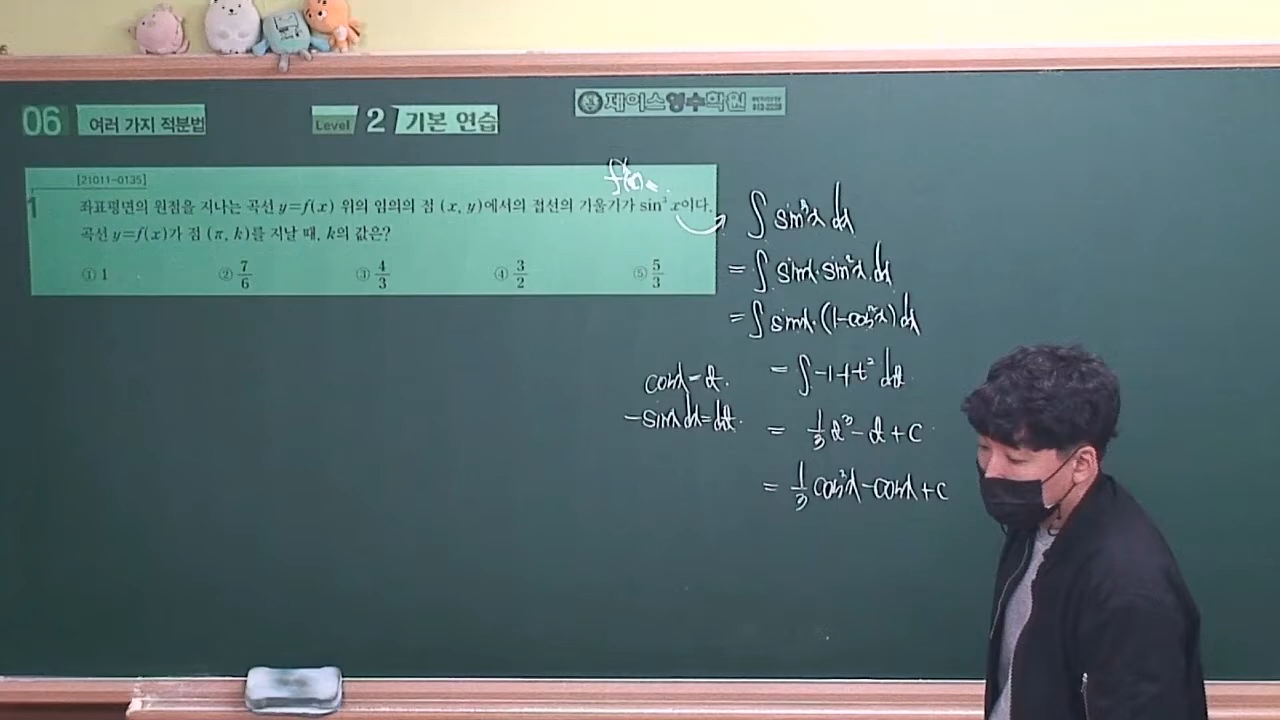 06 여러 가지 적분법 Level 2 기본 연습
제이스영수학원
[21011-0135]
f'(x)=
1 좌표평면의 원점을 지나는 곡선 y=f(x) 위의 임의의 점 (x, y)에서의 접선의 기울기가 sin³x이다.
곡선 y=f(x)가 점 (π, k)를 지날 때, k의 값은?
① 1 ② 7/6 ③ 4/3 ④ 3/2 ⑤ 5/3
∫ sin³x dx
= ∫ sinx·sin²x dx
= ∫ sinx·(1-cos²x) dx
cosx=t.
-sinxdx=dt.
= ∫ -1+t² dt
= 1/3 t³ - t + C
= 1/3 cos³x - cosx + C